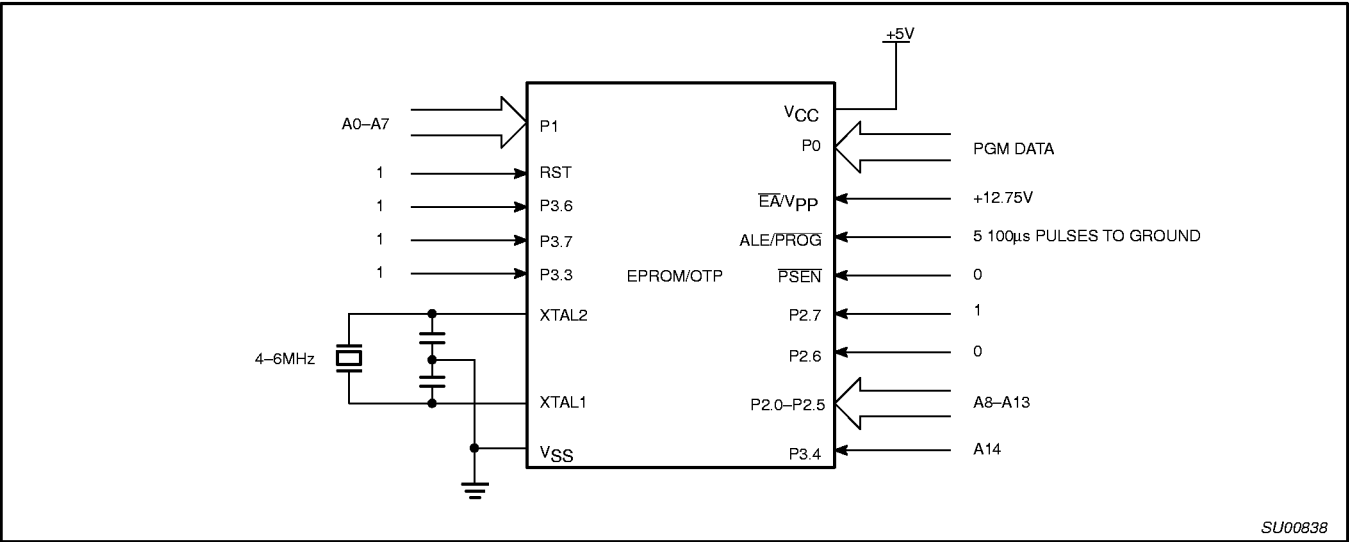 +5V
VCC
A0–A7
P1
P0
PGM DATA
1
RST
1
P3.6
EA/VPP
+12.75V
1
P3.7
ALE/PROG
5 100µs PULSES TO GROUND
1
P3.3
EPROM/OTP
PSEN
0
XTAL2
P2.7
1
4–6MHz
P2.6
0
XTAL1
P2.0–P2.5
A8–A13
VSS
P3.4
A14
SU00838